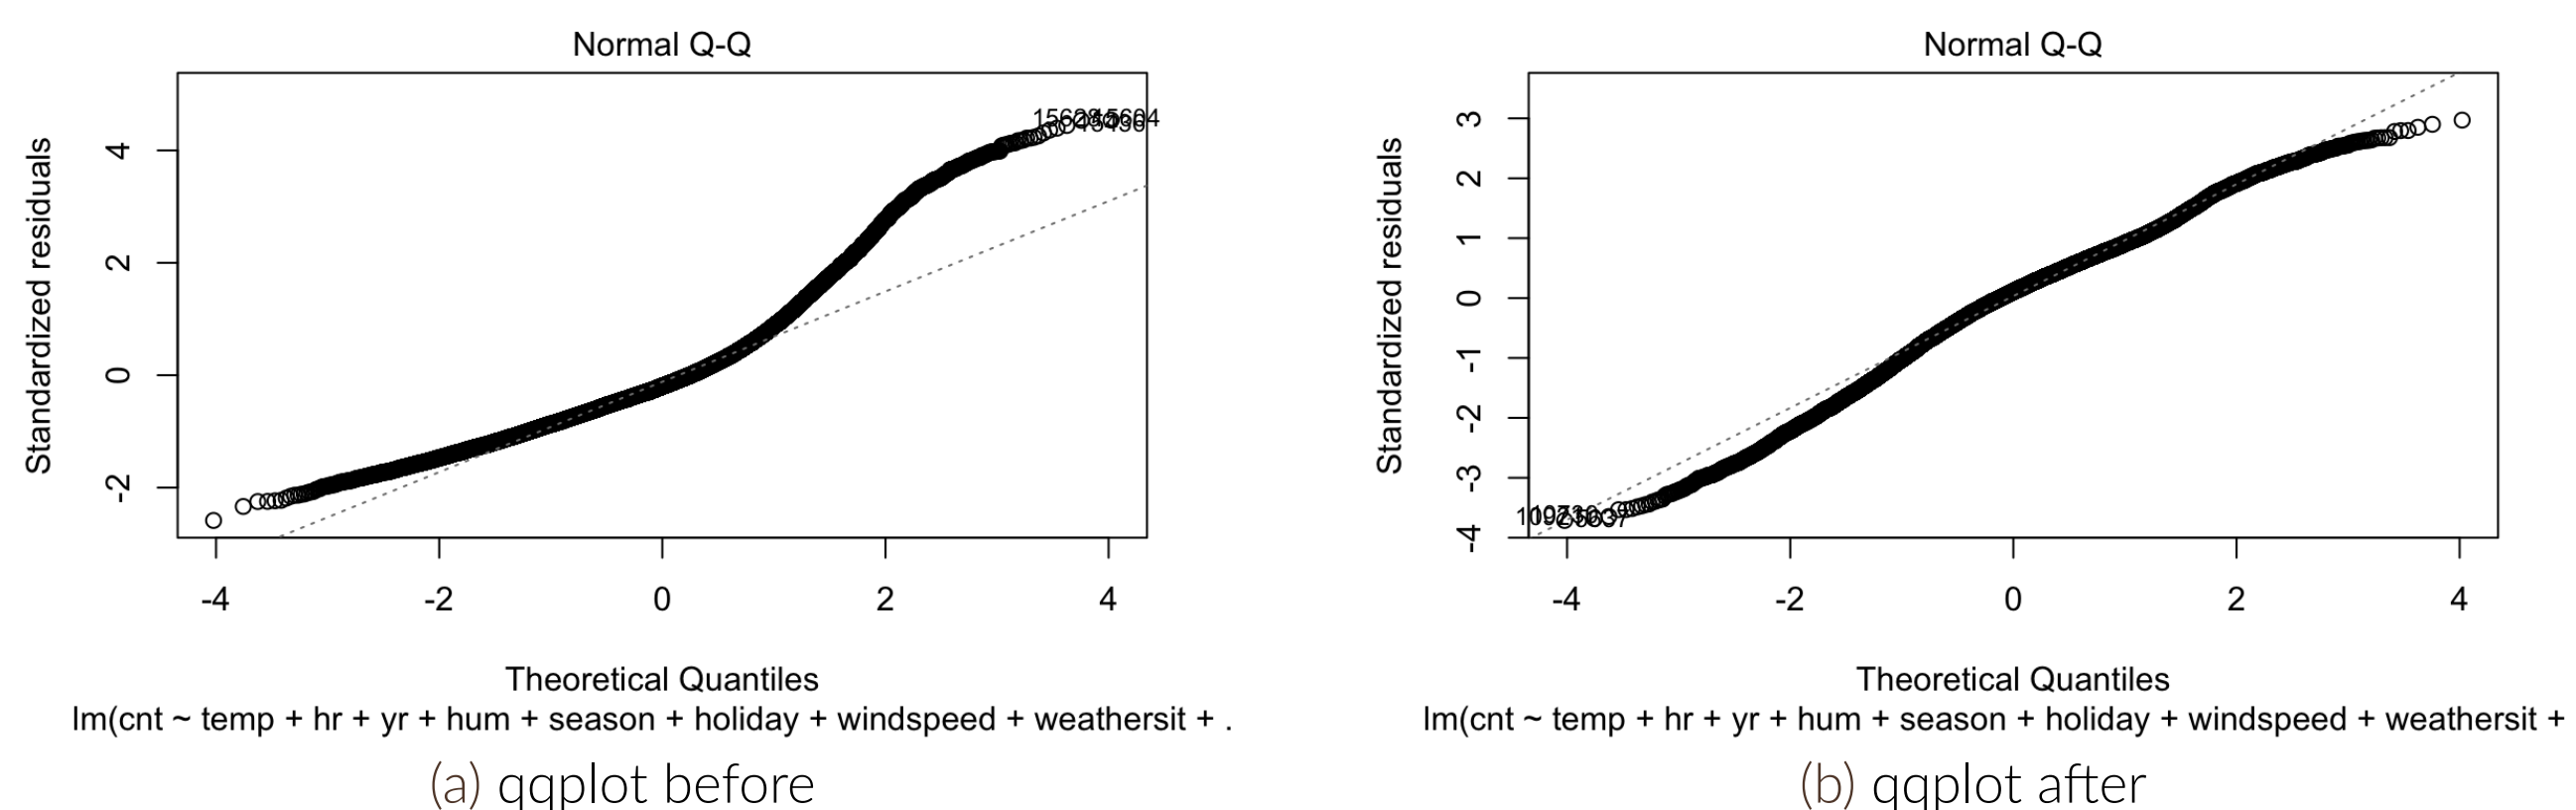 Normal Q-Q
Standardized residuals
4
2
0
-2
-4 -2 0 2 4
Theoretical Quantiles
lm(cnt ~ temp + hr + yr + hum + season + holiday + windspeed + weathersit + .
(a) qqplot before
Normal Q-Q
Standardized residuals
3
2
1
0
-1
-2
-3
-4
-4 -2 0 2 4
Theoretical Quantiles
lm(cnt ~ temp + hr + yr + hum + season + holiday + windspeed + weathersit +
(b) qqplot after